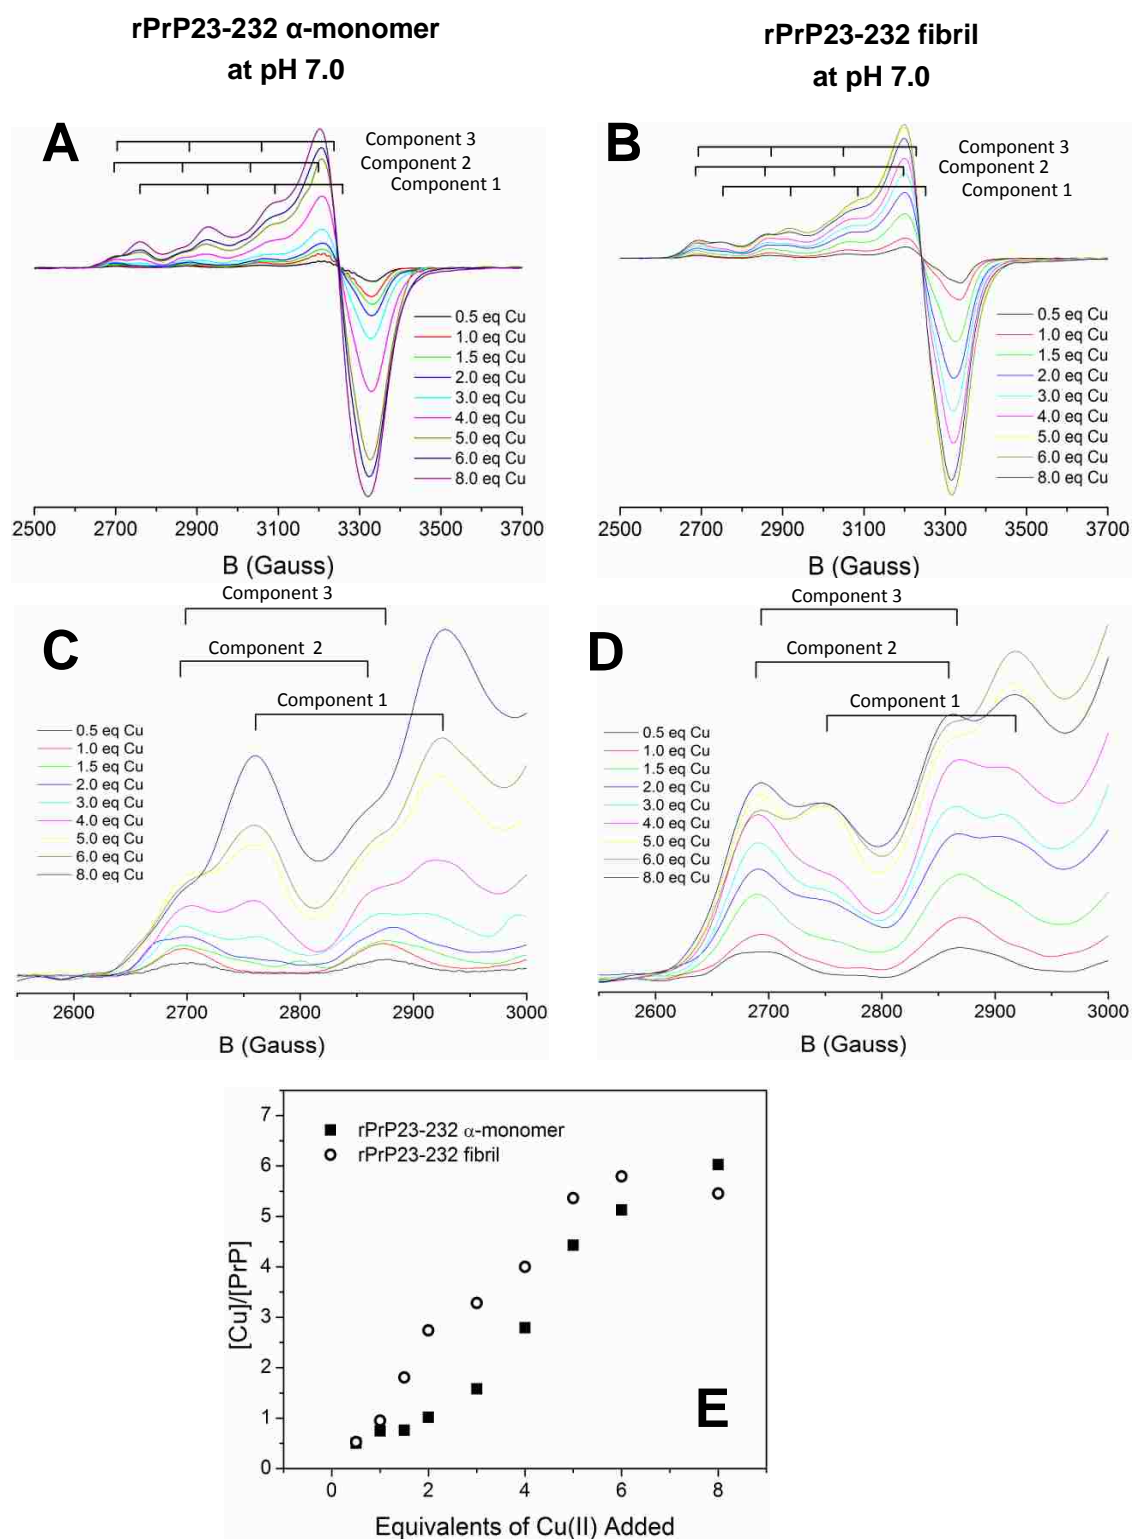 rPrP23-232 α-monomer
at pH 7.0
rPrP23-232 fibril
at pH 7.0
A
Component 3
Component 2
Component 1
0.5 eq Cu
1.0 eq Cu
1.5 eq Cu
2.0 eq Cu
3.0 eq Cu
4.0 eq Cu
5.0 eq Cu
6.0 eq Cu
8.0 eq Cu
2500 2700 2900 3100 3300 3500 3700
B (Gauss)
B
Component 3
Component 2
Component 1
0.5 eq Cu
1.0 eq Cu
1.5 eq Cu
2.0 eq Cu
3.0 eq Cu
4.0 eq Cu
5.0 eq Cu
6.0 eq Cu
8.0 eq Cu
2500 2700 2900 3100 3300 3500 3700
B (Gauss)
C
Component 3
Component 2
Component 1
0.5 eq Cu
1.0 eq Cu
1.5 eq Cu
2.0 eq Cu
3.0 eq Cu
4.0 eq Cu
5.0 eq Cu
6.0 eq Cu
8.0 eq Cu
2600 2700 2800 2900 3000
B (Gauss)
D
Component 3
Component 2
Component 1
0.5 eq Cu
1.0 eq Cu
1.5 eq Cu
2.0 eq Cu
3.0 eq Cu
4.0 eq Cu
5.0 eq Cu
6.0 eq Cu
8.0 eq Cu
2600 2700 2800 2900 3000
B (Gauss)
rPrP23-232 α-monomer
rPrP23-232 fibril
7
6
5
4
3
2
1
0
[Cu]/[PrP]
E
0 2 4 6 8
Equivalents of Cu(II) Added